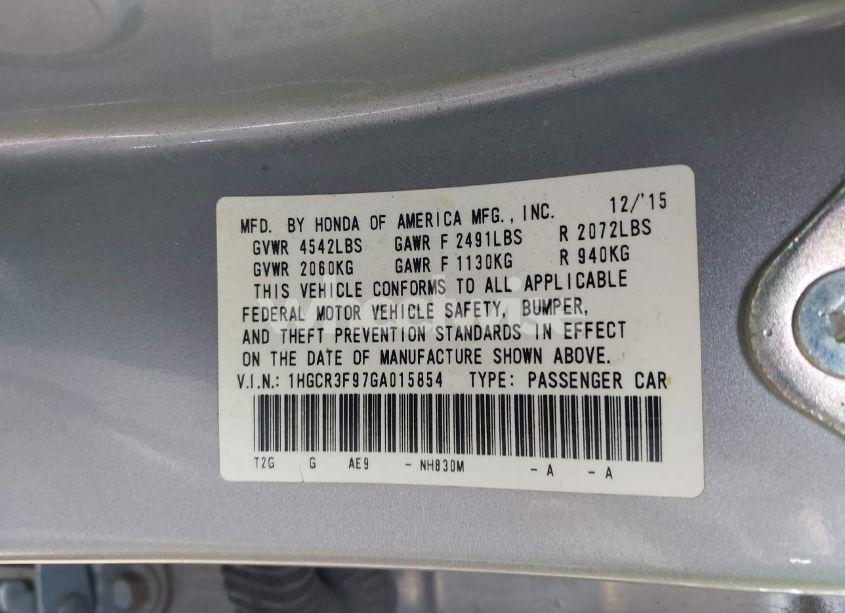 MFD. BY HONDA OF AMERICA MFG., INC. 12/'15
GVWR 4542LBS GAWR F 2491LBS R 2072LBS
GVWR 2060KG GAWR F 1130KG R 940KG
THIS VEHICLE CONFORMS TO ALL APPLICABLE
FEDERAL MOTOR VEHICLE SAFETY, BUMPER,
AND THEFT PREVENTION STANDARDS IN EFFECT
ON THE DATE OF MANUFACTURE SHOWN ABOVE.
V.I.N.: 1HGCR3F97GA015854 TYPE: PASSENGER CAR
T2G G AE9 - NH830M - A - A